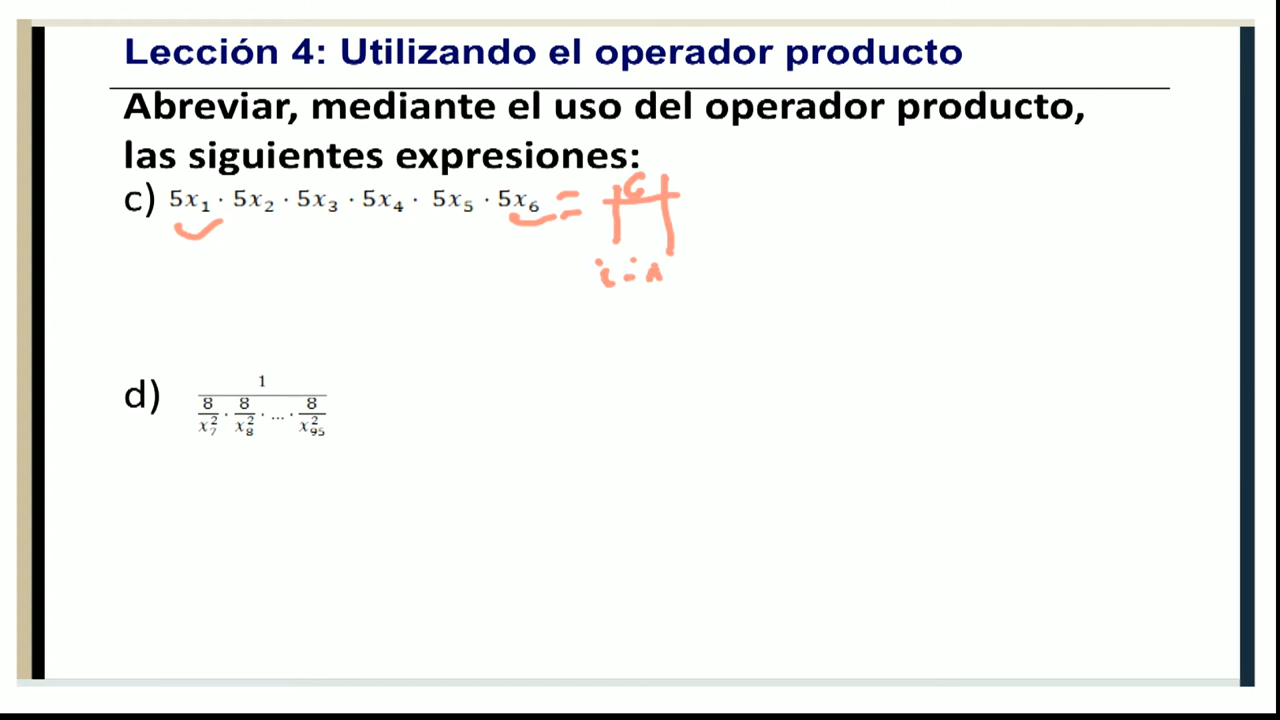 Lección 4: Utilizando el operador producto
Abreviar, mediante el uso del operador producto,
las siguientes expresiones:
c) 5x₁ · 5x₂ · 5x₃ · 5x₄ · 5x₅ · 5x₆ =
6
∏
i=1
d)
1
8/x₇² · 8/x₈² · ... · 8/x₉₅²